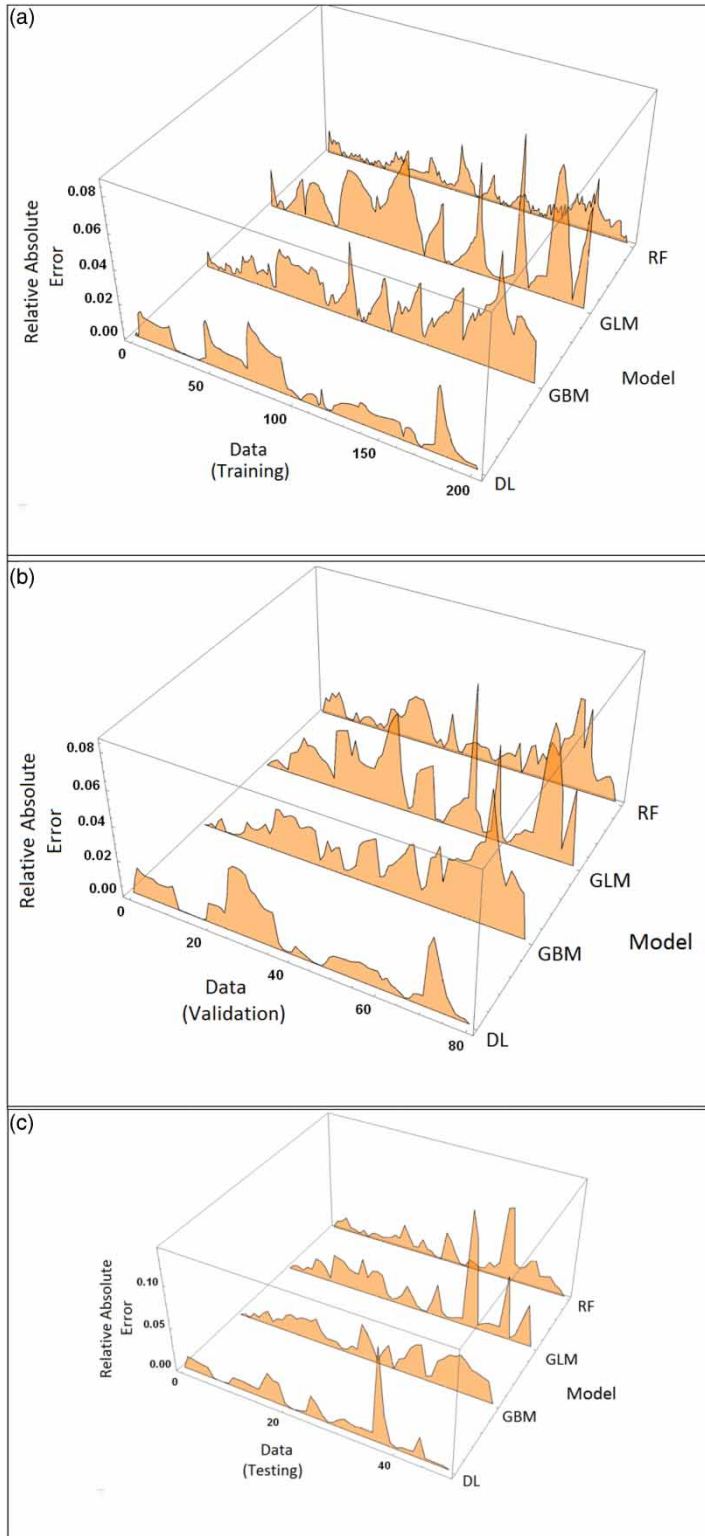 (a)
0.08
0.06
0.04
0.02
0.00
Relative Absolute
Error
0
50
100
150
200
Data
(Training)
RF
GLM
GBM
DL
Model
(b)
0.08
0.06
0.04
0.02
0.00
Relative Absolute
Error
0
20
40
60
80
Data
(Validation)
RF
GLM
GBM
DL
Model
(c)
0.10
0.05
0.00
Relative Absolute
Error
0
20
40
Data
(Testing)
RF
GLM
GBM
DL
Model